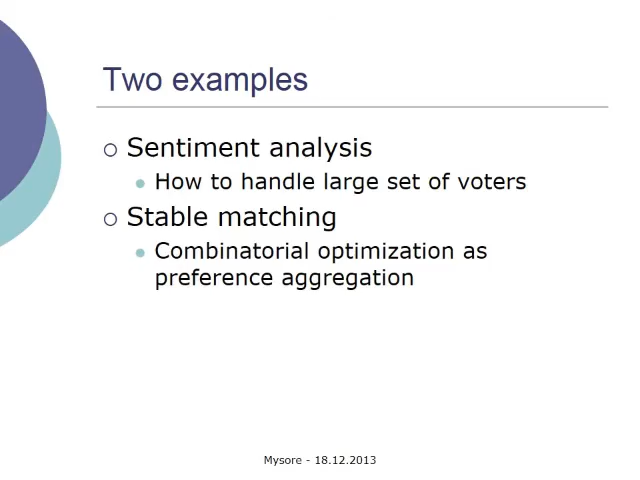 Two examples
Sentiment analysis
How to handle large set of voters
Stable matching
Combinatorial optimization as
preference aggregation
Mysore - 18.12.2013